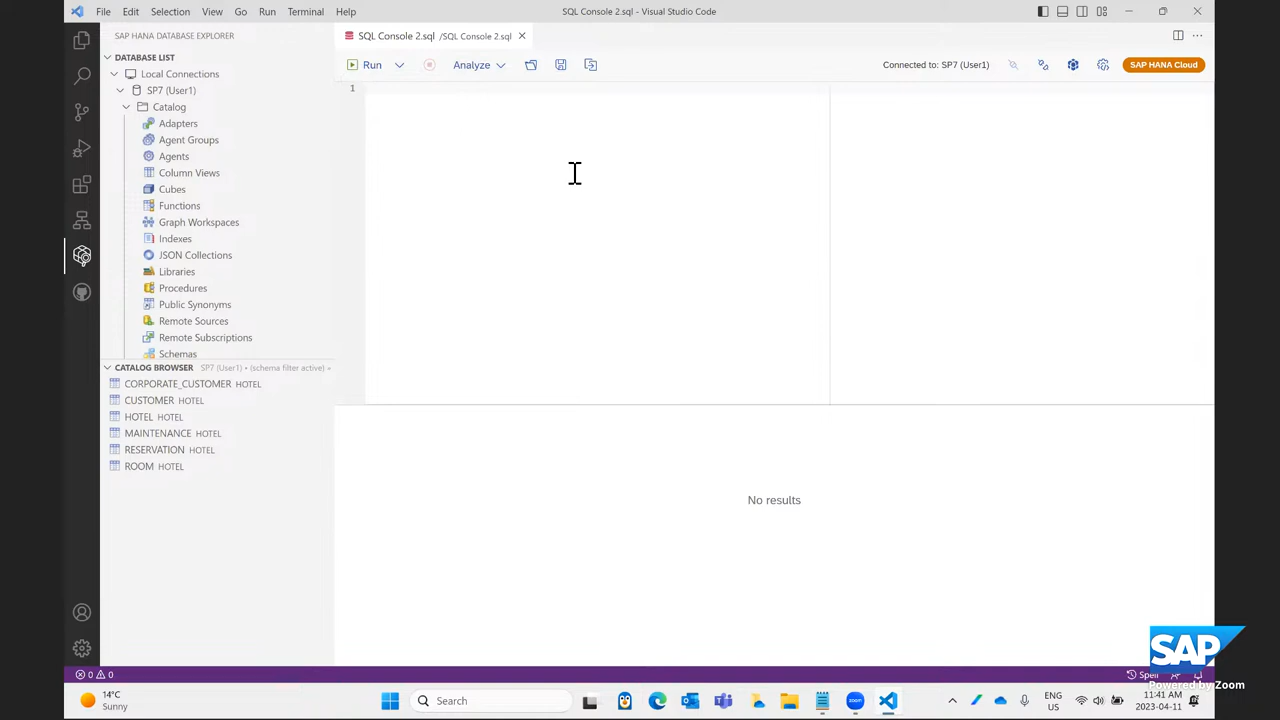 File Edit Selection View Go Run Terminal Help
SQL Console 2.sql - Visual Studio Code
SAP HANA DATABASE EXPLORER
SQL Console 2.sql /SQL Console 2.sql
DATABASE LIST
Run
Analyze
Connected to: SP7 (User1)
SAP HANA Cloud
Local Connections
SP7 (User1)
1
Catalog
Adapters
Agent Groups
Agents
Column Views
Cubes
Functions
Graph Workspaces
Indexes
JSON Collections
Libraries
Procedures
Public Synonyms
Remote Sources
Remote Subscriptions
Schemas
CATALOG BROWSER SP7 (User1) • (schema filter active) »
CORPORATE_CUSTOMER HOTEL
CUSTOMER HOTEL
HOTEL HOTEL
MAINTENANCE HOTEL
RESERVATION HOTEL
ROOM HOTEL
No results
SAP
0 0
Spell
Powered by Zoom
14°C
Sunny
Search
ENG
US
11:41 AM
2023-04-11